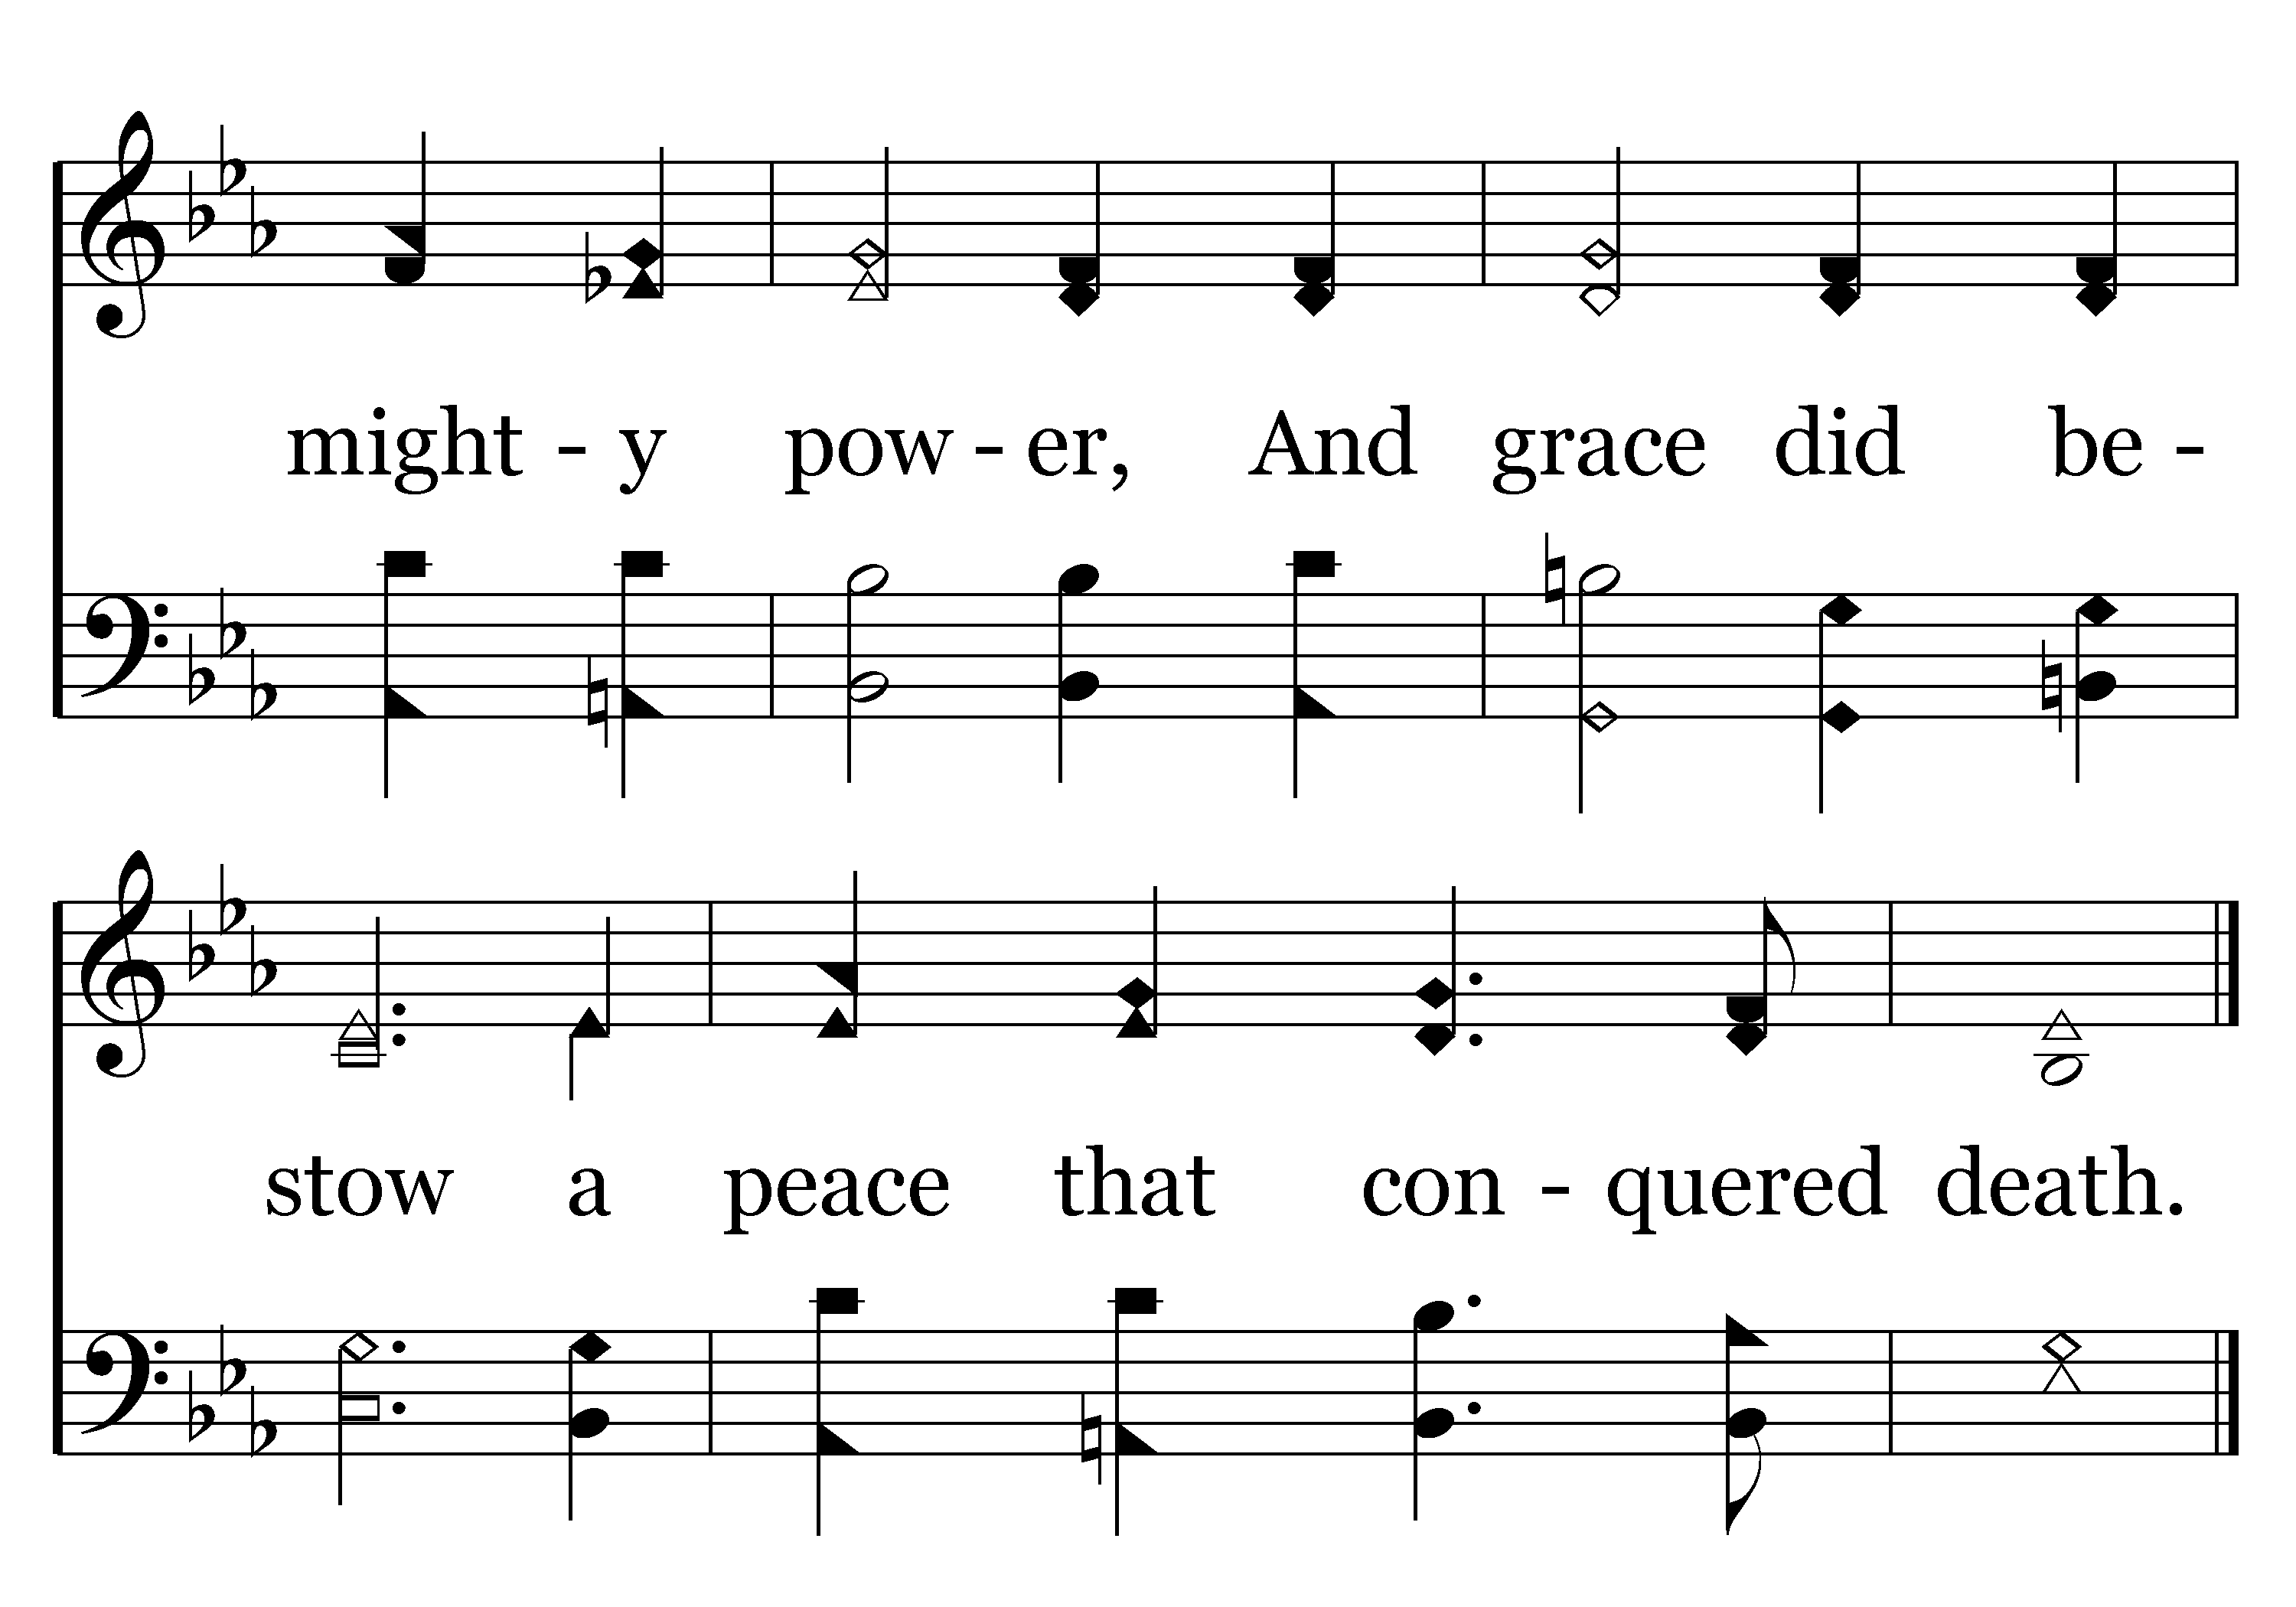 might - y pow - er, And grace did be -
stow a peace that con - quered death.